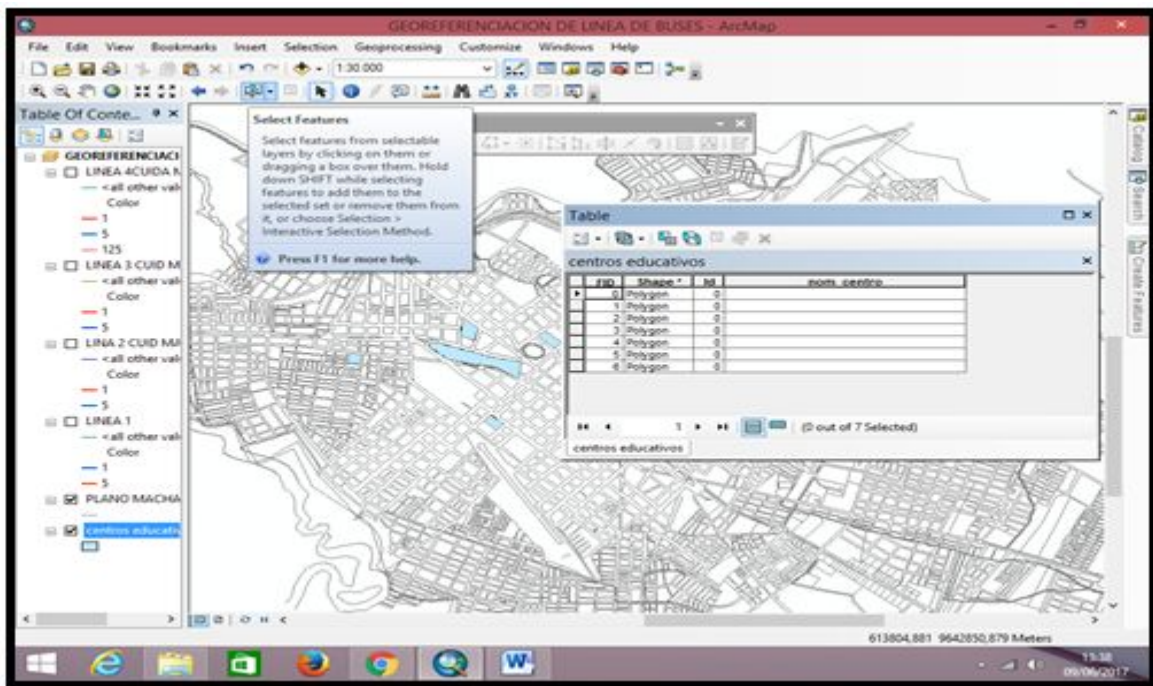 GEOREFERENCIACION DE LINEA DE BUSES - ArcMap
File Edit View Bookmarks Insert Selection Geoprocessing Customize Windows Help
1:30.000
Table Of Conte...
GEOREFERENCIACI
LINEA 4CUIDA N
<all other val
Color
1
5
125
LINEA 3 CUID M
<all other val
Color
1
5
LINA 2 CUID MA
<all other val
Color
1
5
LINEA 1
<all other val
Color
1
5
PLANO MACHA
centros educativ
Select Features
Select features from selectable
layers by clicking on them or
dragging a box over them. Hold
down SHIFT while selecting
features to add them to the
selected set or remove them from
it, or choose Selection >
Interactive Selection Method.
Press F1 for more help.
Table
centros educativos
FID Shape * Id nom_centro
0 Polygon 0
1 Polygon 0
2 Polygon 0
3 Polygon 0
4 Polygon 0
5 Polygon 0
6 Polygon 0
1 (0 out of 7 Selected)
centros educativos
Catalog
Search
Create Features
613804,881 9642850,879 Meters
13:38
09/06/2017